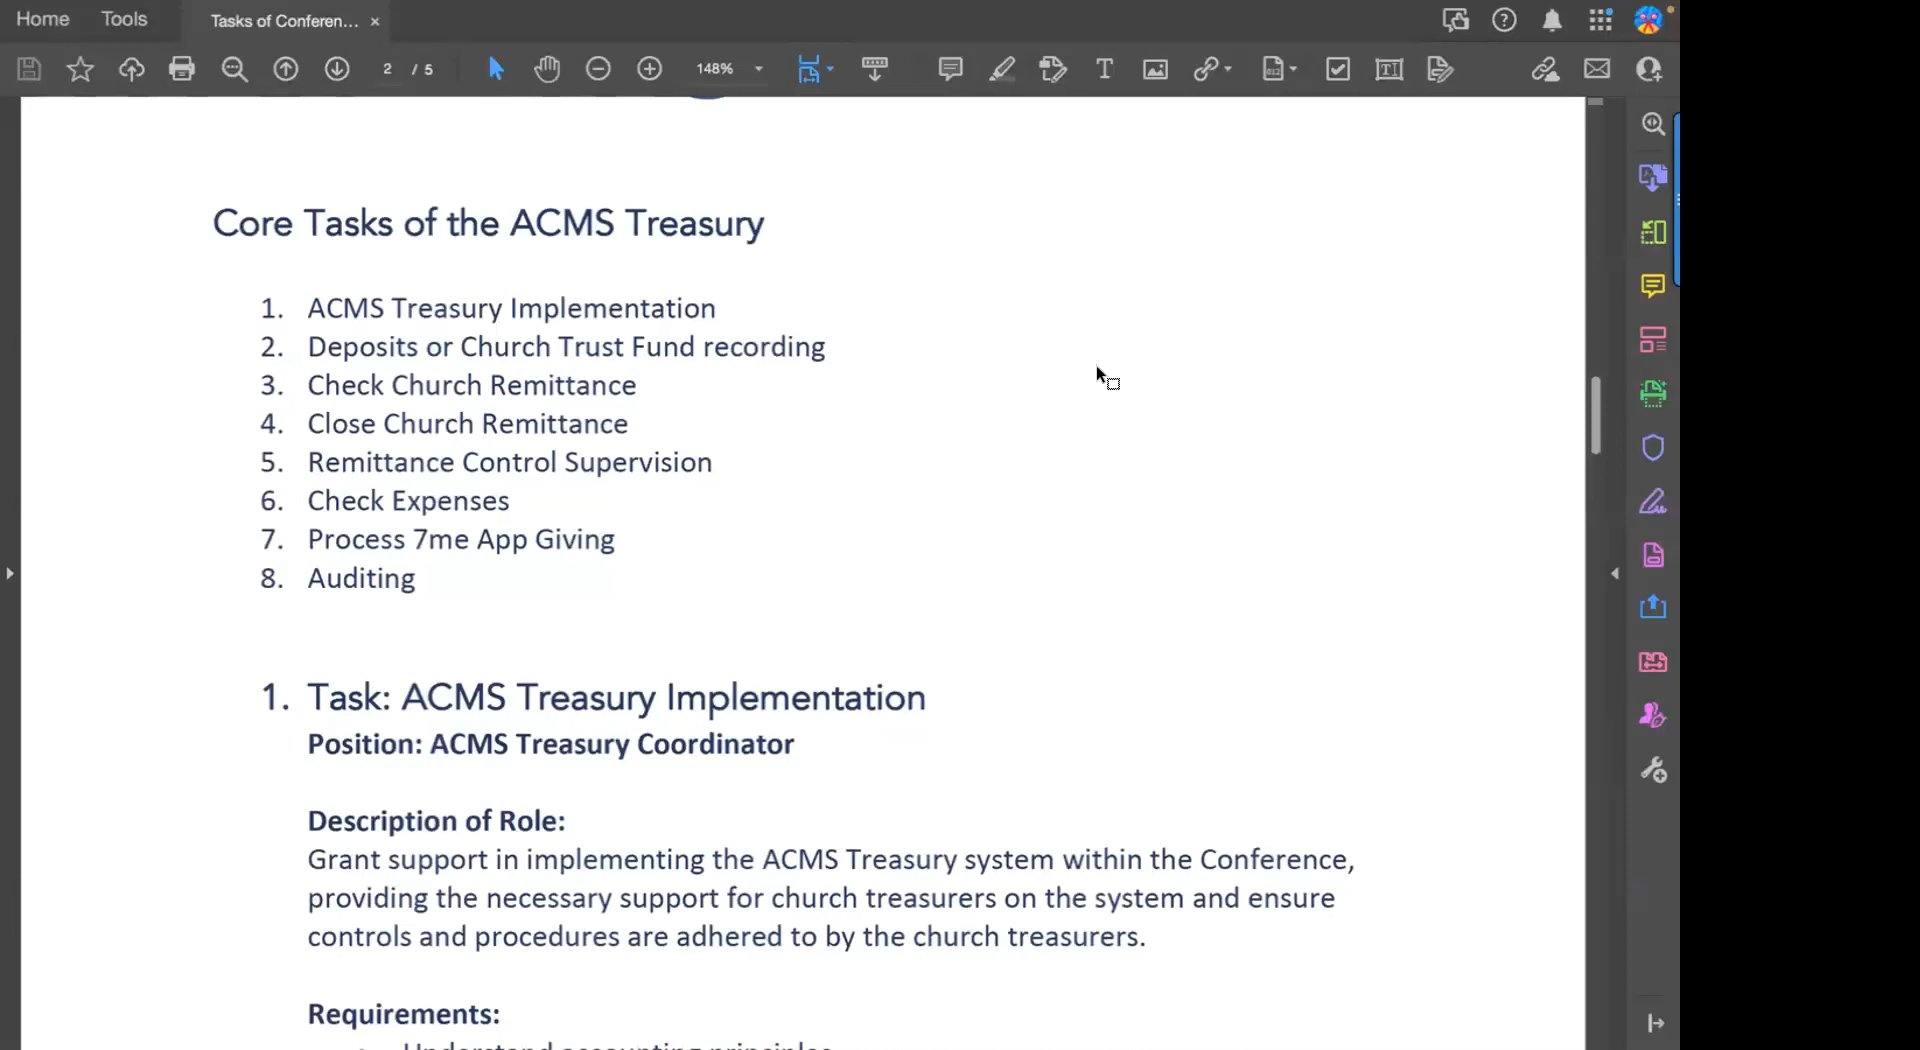 Home Tools Tasks of Conferen... ×
2 / 5 148%
Core Tasks of the ACMS Treasury
1. ACMS Treasury Implementation
2. Deposits or Church Trust Fund recording
3. Check Church Remittance
4. Close Church Remittance
5. Remittance Control Supervision
6. Check Expenses
7. Process 7me App Giving
8. Auditing
1. Task: ACMS Treasury Implementation
Position: ACMS Treasury Coordinator
Description of Role:
Grant support in implementing the ACMS Treasury system within the Conference,
providing the necessary support for church treasurers on the system and ensure
controls and procedures are adhered to by the church treasurers.
Requirements:
Understand accounting principles